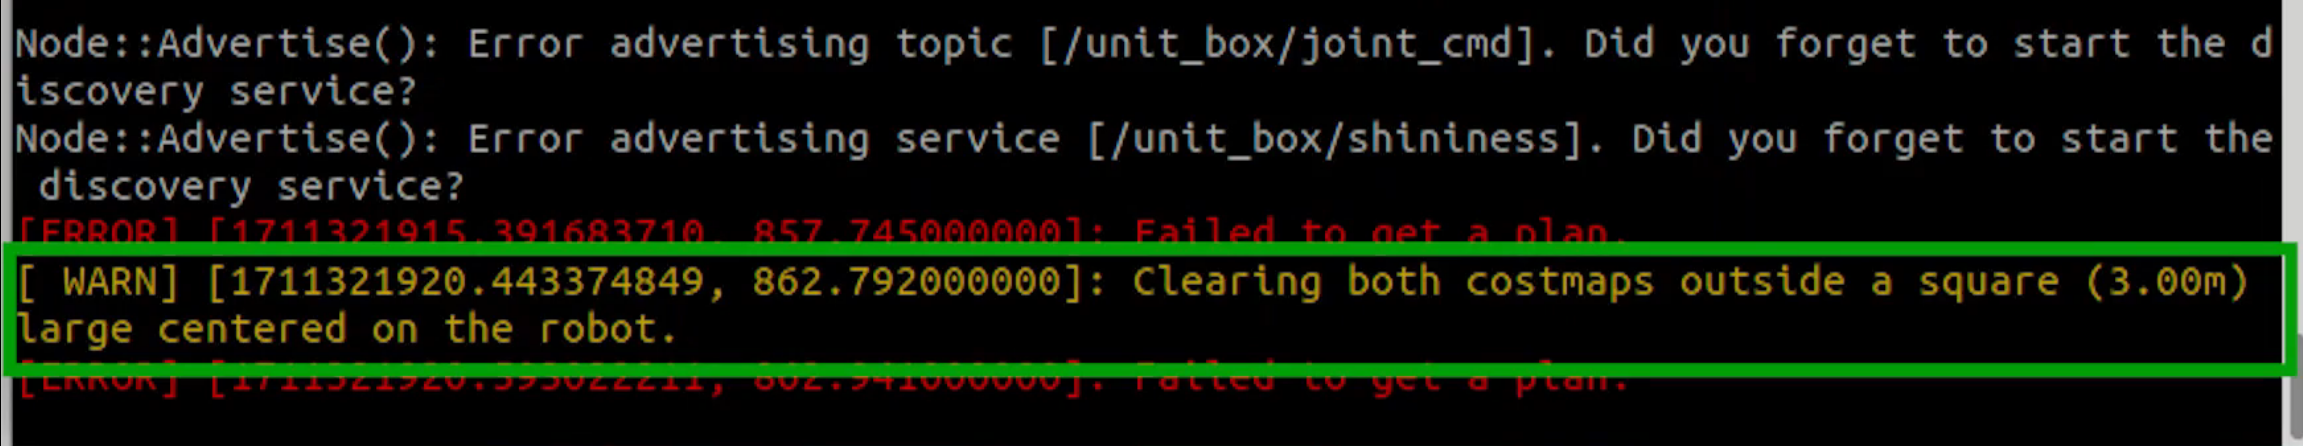 Node::Advertise(): Error advertising topic [/unit_box/joint_cmd]. Did you forget to start the d
iscovery service?
Node::Advertise(): Error advertising service [/unit_box/shininess]. Did you forget to start the
discovery service?
[ERROR] [1711321915.391683710, 857.745000000]: Failed to get a plan.
[ WARN] [1711321920.443374849, 862.792000000]: Clearing both costmaps outside a square (3.00m)
large centered on the robot.
[ERROR] [1711321920.593622211, 862.941000000]: Failed to get a plan.